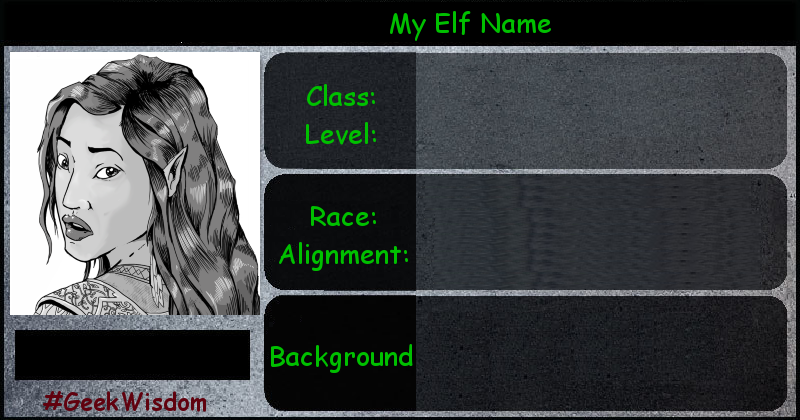 My Elf Name
Class:
Level:
Race:
Alignment:
Background
#GeekWisdom